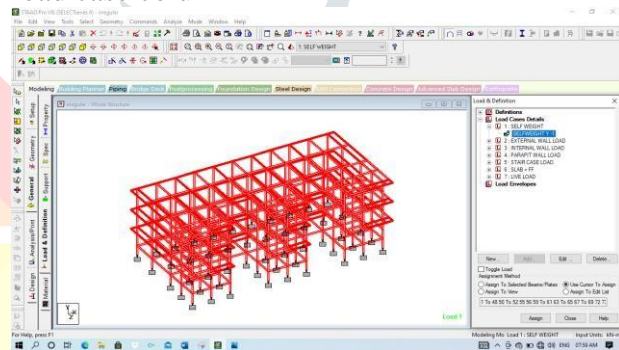 STAAD.Pro V8i (SELECTseries 6) - irregular
File Edit View Tools Select Geometry Commands Analyze Mode Window Help
1: SELF WEIGHT
Modeling Building Planner Piping Bridge Deck Postprocessing Foundation Design Steel Design Concrete Design Advanced Slab Design
irregular - Whole Structure
Setup
Geometry
General
Analysis/Print
Design
Property
Spec
Support
Load & Definition
Material
Load 1
Load & Definition
Definitions
Load Cases Details
1 : SELF WEIGHT
SELFWEIGHT Y -1
2 : EXTERNAL WALL LOAD
3 : INTERNAL WALL LOAD
4 : PARAPIT WALL LOAD
5 : STAIR CASE LOAD
6 : SLAB + FF
7 : LIVE LOAD
Load Envelopes
New... Add... Edit... Delete...
Toggle Load
Assignment Method
Assign To Selected Beams/Plates Use Cursor To Assign
Assign To View Assign To Edit List
Assign Close Help
For Help, press F1
Modeling Mo Load 1 : SELF WEIGHT Input Units: kN-m
ENG 07:59 AM